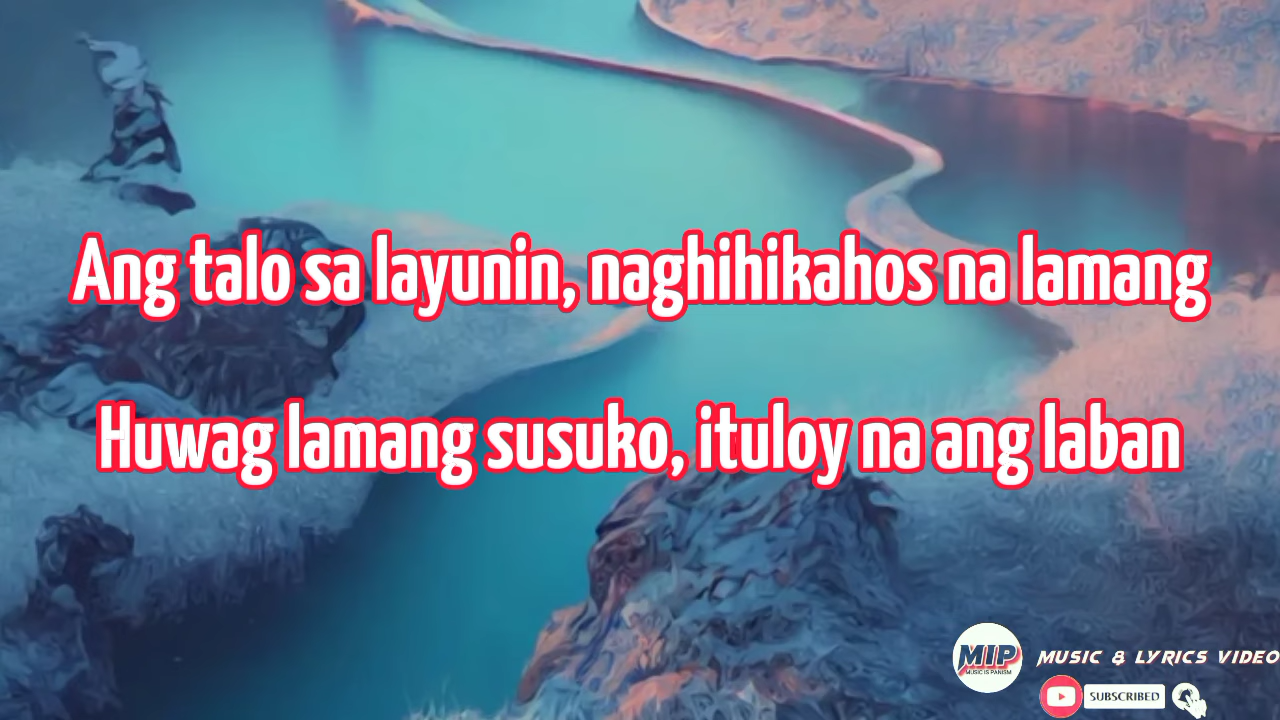 Ang talo sa layunin, naghihikahos na lamang
Huwag lamang susuko, ituloy na ang laban
MIP
MUSIC IS PANISM
MUSIC & LYRICS VIDEO
SUBSCRIBED